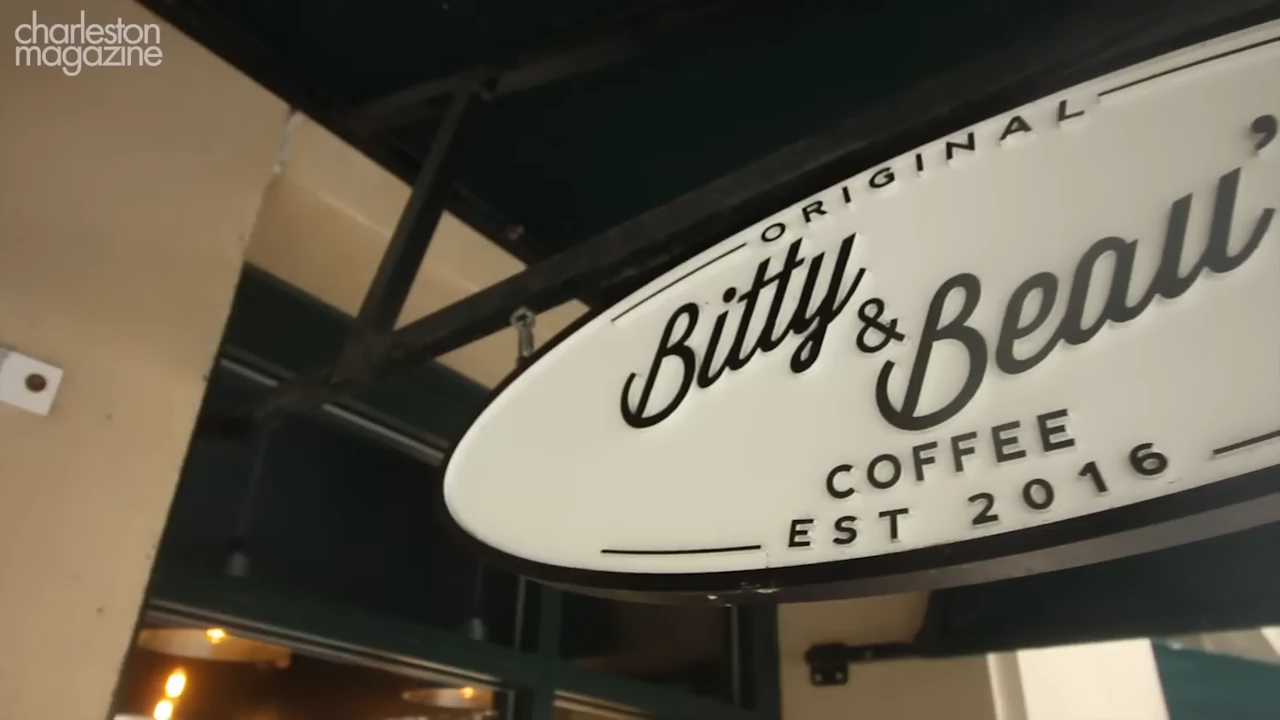 charleston
magazine
ORIGINAL
Bitty & Beau'
COFFEE
EST 2016